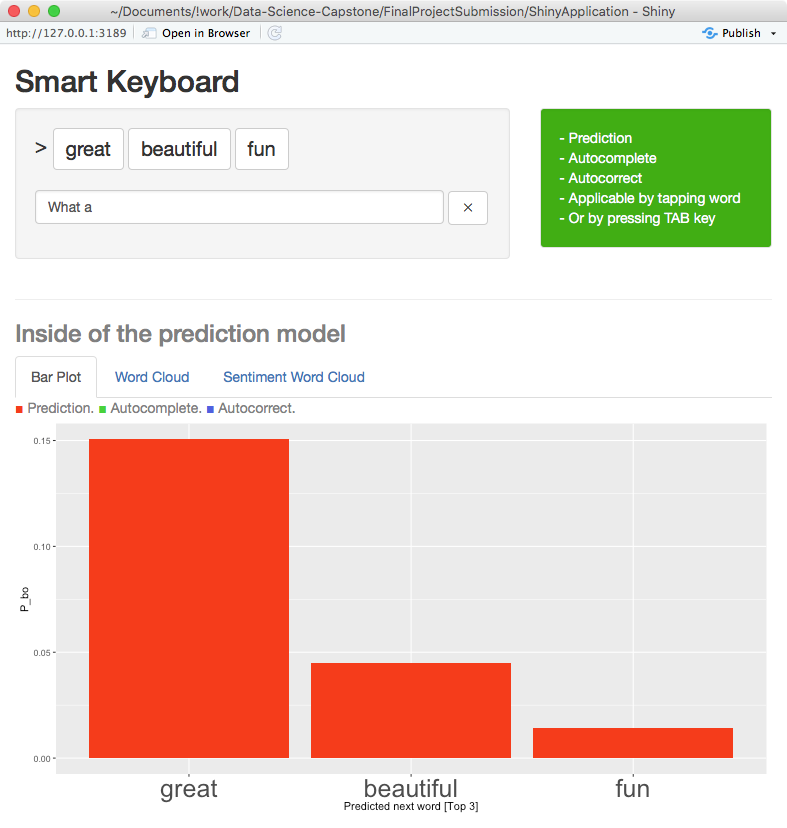 ~/Documents/!work/Data-Science-Capstone/FinalProjectSubmission/ShinyApplication - Shiny
http://127.0.0.1:3189 Open in Browser Publish
Smart Keyboard
> great beautiful fun
What a ×
- Prediction
- Autocomplete
- Autocorrect
- Applicable by tapping word
- Or by pressing TAB key
Inside of the prediction model
Bar Plot Word Cloud Sentiment Word Cloud
Prediction. Autocomplete. Autocorrect.
0.15
0.10
0.05
0.00
P_bo
great beautiful fun
Predicted next word [Top 3]